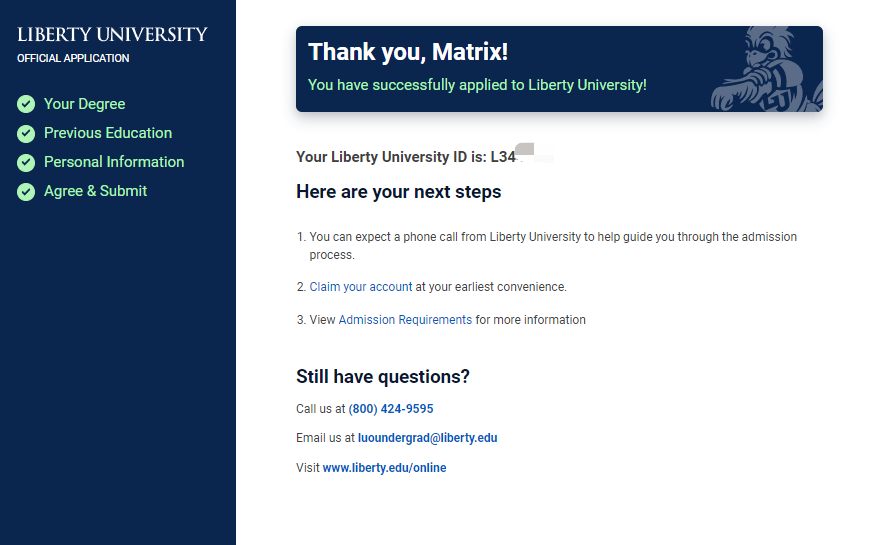 LIBERTY UNIVERSITY
OFFICIAL APPLICATION
Your Degree
Previous Education
Personal Information
Agree & Submit
Thank you, Matrix!
You have successfully applied to Liberty University!
Your Liberty University ID is: L34
Here are your next steps
1. You can expect a phone call from Liberty University to help guide you through the admission
process.
2. Claim your account at your earliest convenience.
3. View Admission Requirements for more information
Still have questions?
Call us at (800) 424-9595
Email us at luoundergrad@liberty.edu
Visit www.liberty.edu/online